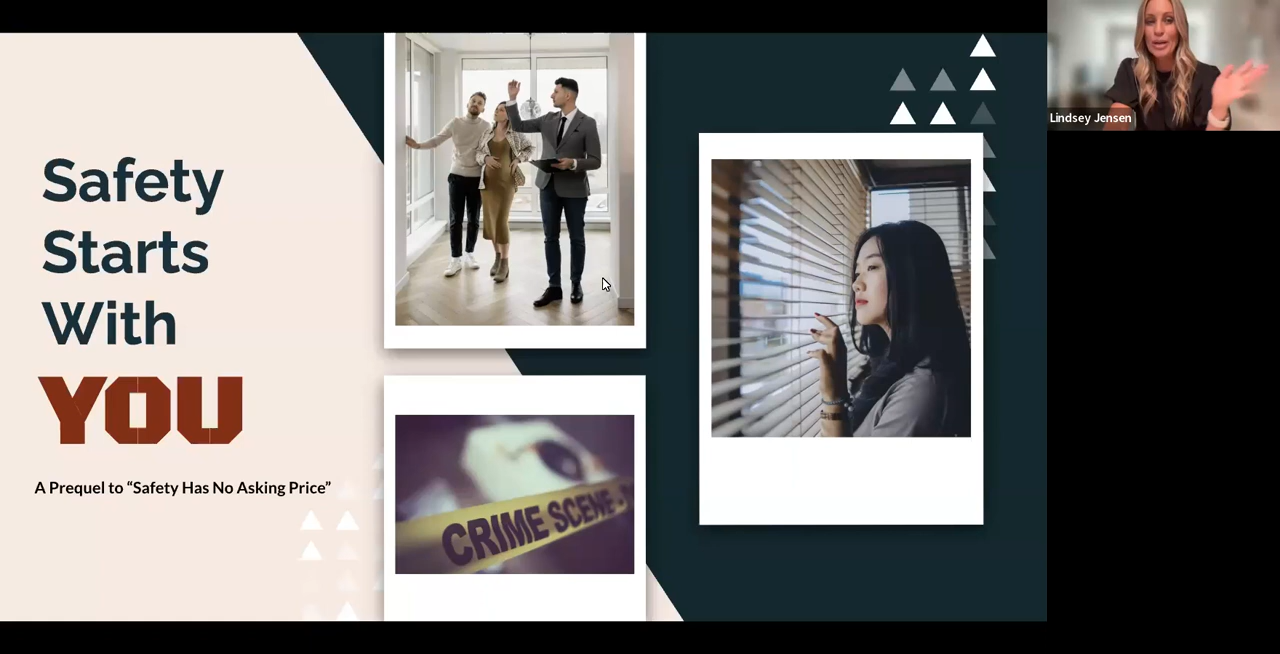 Safety
Starts
With
YOU
A Prequel to “Safety Has No Asking Price”
CRIME SCENE
Lindsey Jensen